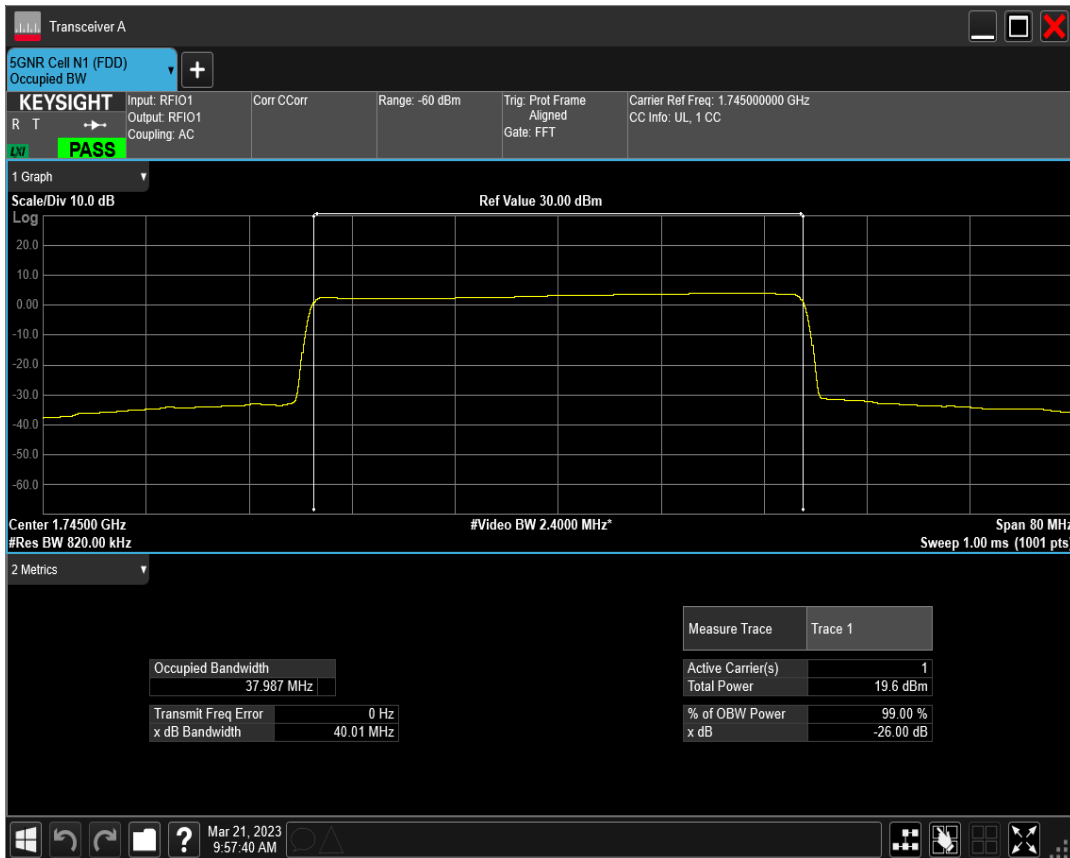 Transceiver A
5GNR Cell N1 (FDD)
Occupied BW
+
KEYSIGHT
R T
LXI
PASS
Input: RFIO1
Output: RFIO1
Coupling: AC
Corr CCorr
Range: -60 dBm
Trig: Prot Frame
Aligned
Gate: FFT
Carrier Ref Freq: 1.745000000 GHz
CC Info: UL, 1 CC
1 Graph
Scale/Div 10.0 dB
Ref Value 30.00 dBm
Log
20.0
10.0
0.00
-10.0
-20.0
-30.0
-40.0
-50.0
-60.0
Center 1.74500 GHz
#Video BW 2.4000 MHz*
Span 80 MHz
#Res BW 820.00 kHz
Sweep 1.00 ms (1001 pts)
2 Metrics
Measure Trace Trace 1
Occupied Bandwidth
37.987 MHz
Active Carrier(s) 1
Total Power 19.6 dBm
Transmit Freq Error 0 Hz
x dB Bandwidth 40.01 MHz
% of OBW Power 99.00 %
x dB -26.00 dB
?
Mar 21, 2023
9:57:40 AM